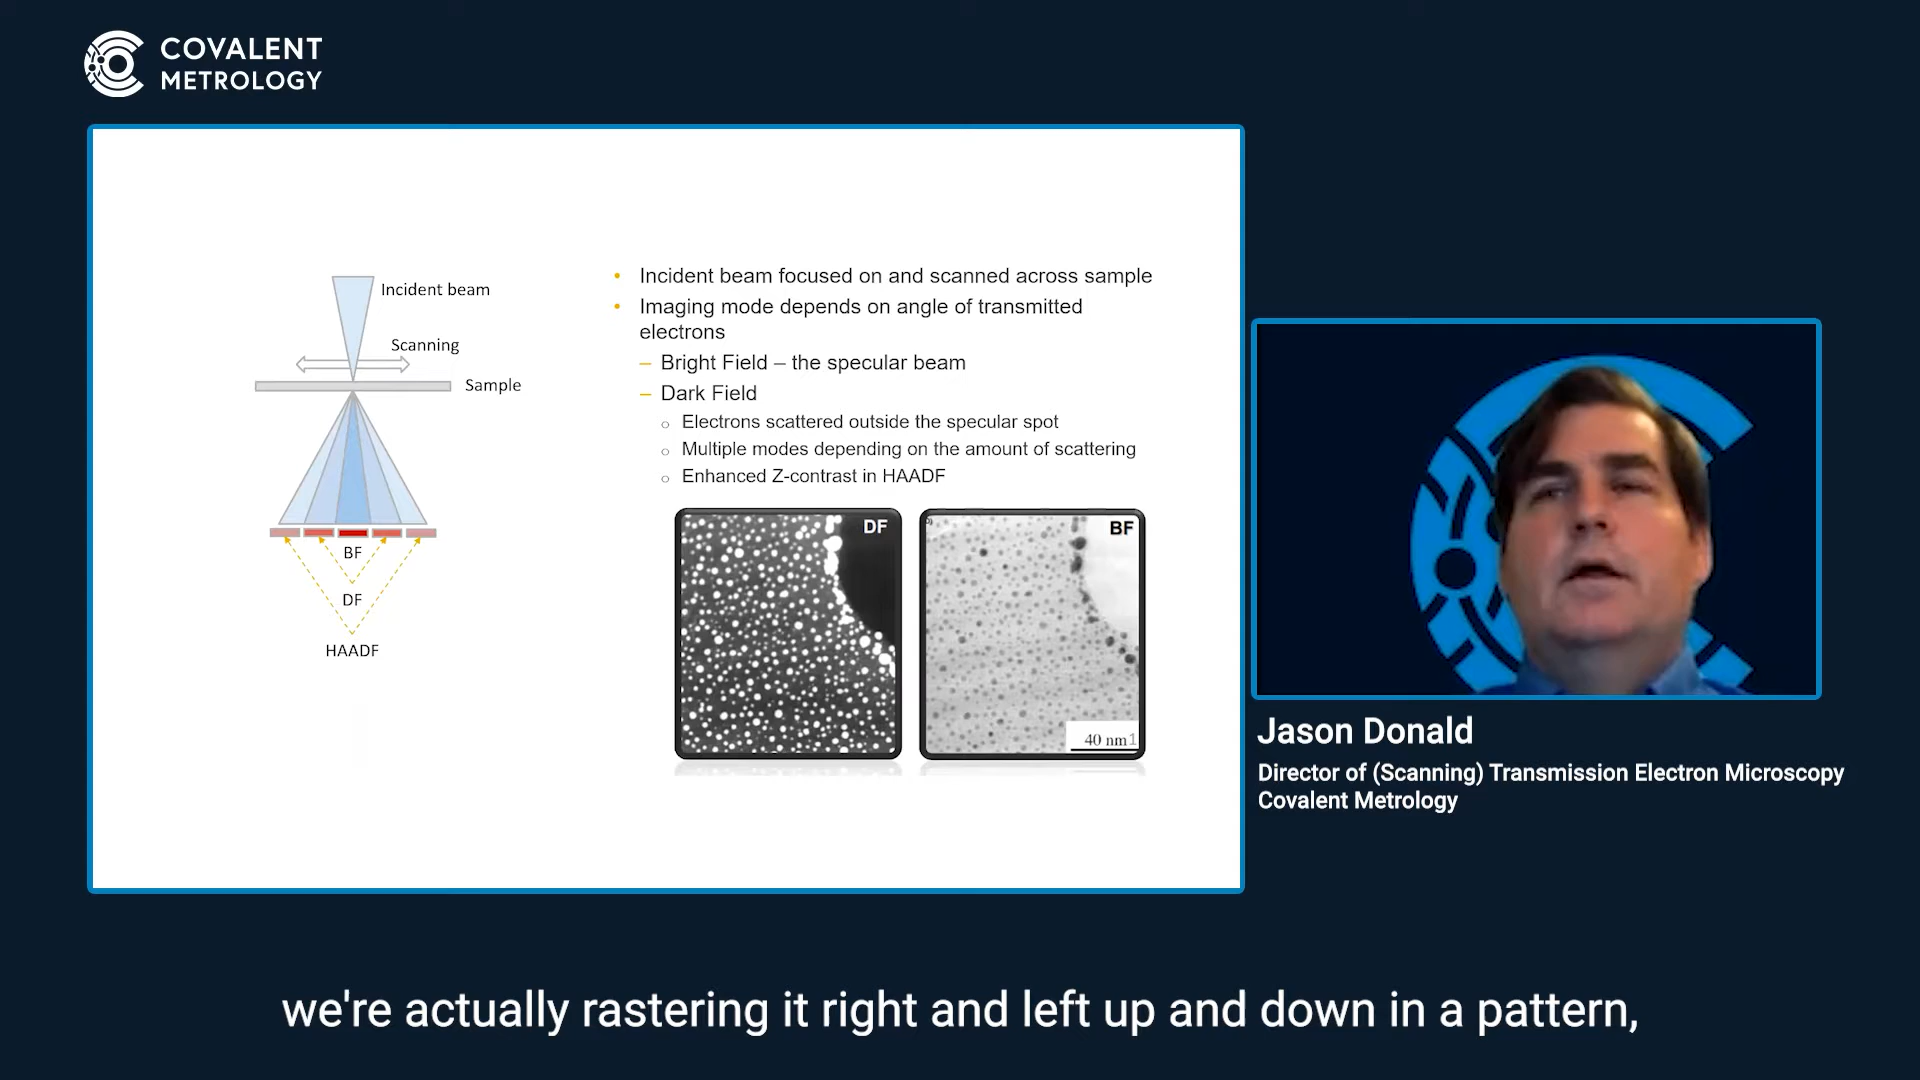 COVALENT
METROLOGY
Incident beam
Scanning
Sample
BF
DF
HAADF
• Incident beam focused on and scanned across sample
• Imaging mode depends on angle of transmitted
electrons
– Bright Field – the specular beam
– Dark Field
○ Electrons scattered outside the specular spot
○ Multiple modes depending on the amount of scattering
○ Enhanced Z-contrast in HAADF
DF
BF
40 nm
Jason Donald
Director of (Scanning) Transmission Electron Microscopy
Covalent Metrology
we're actually rastering it right and left up and down in a pattern,